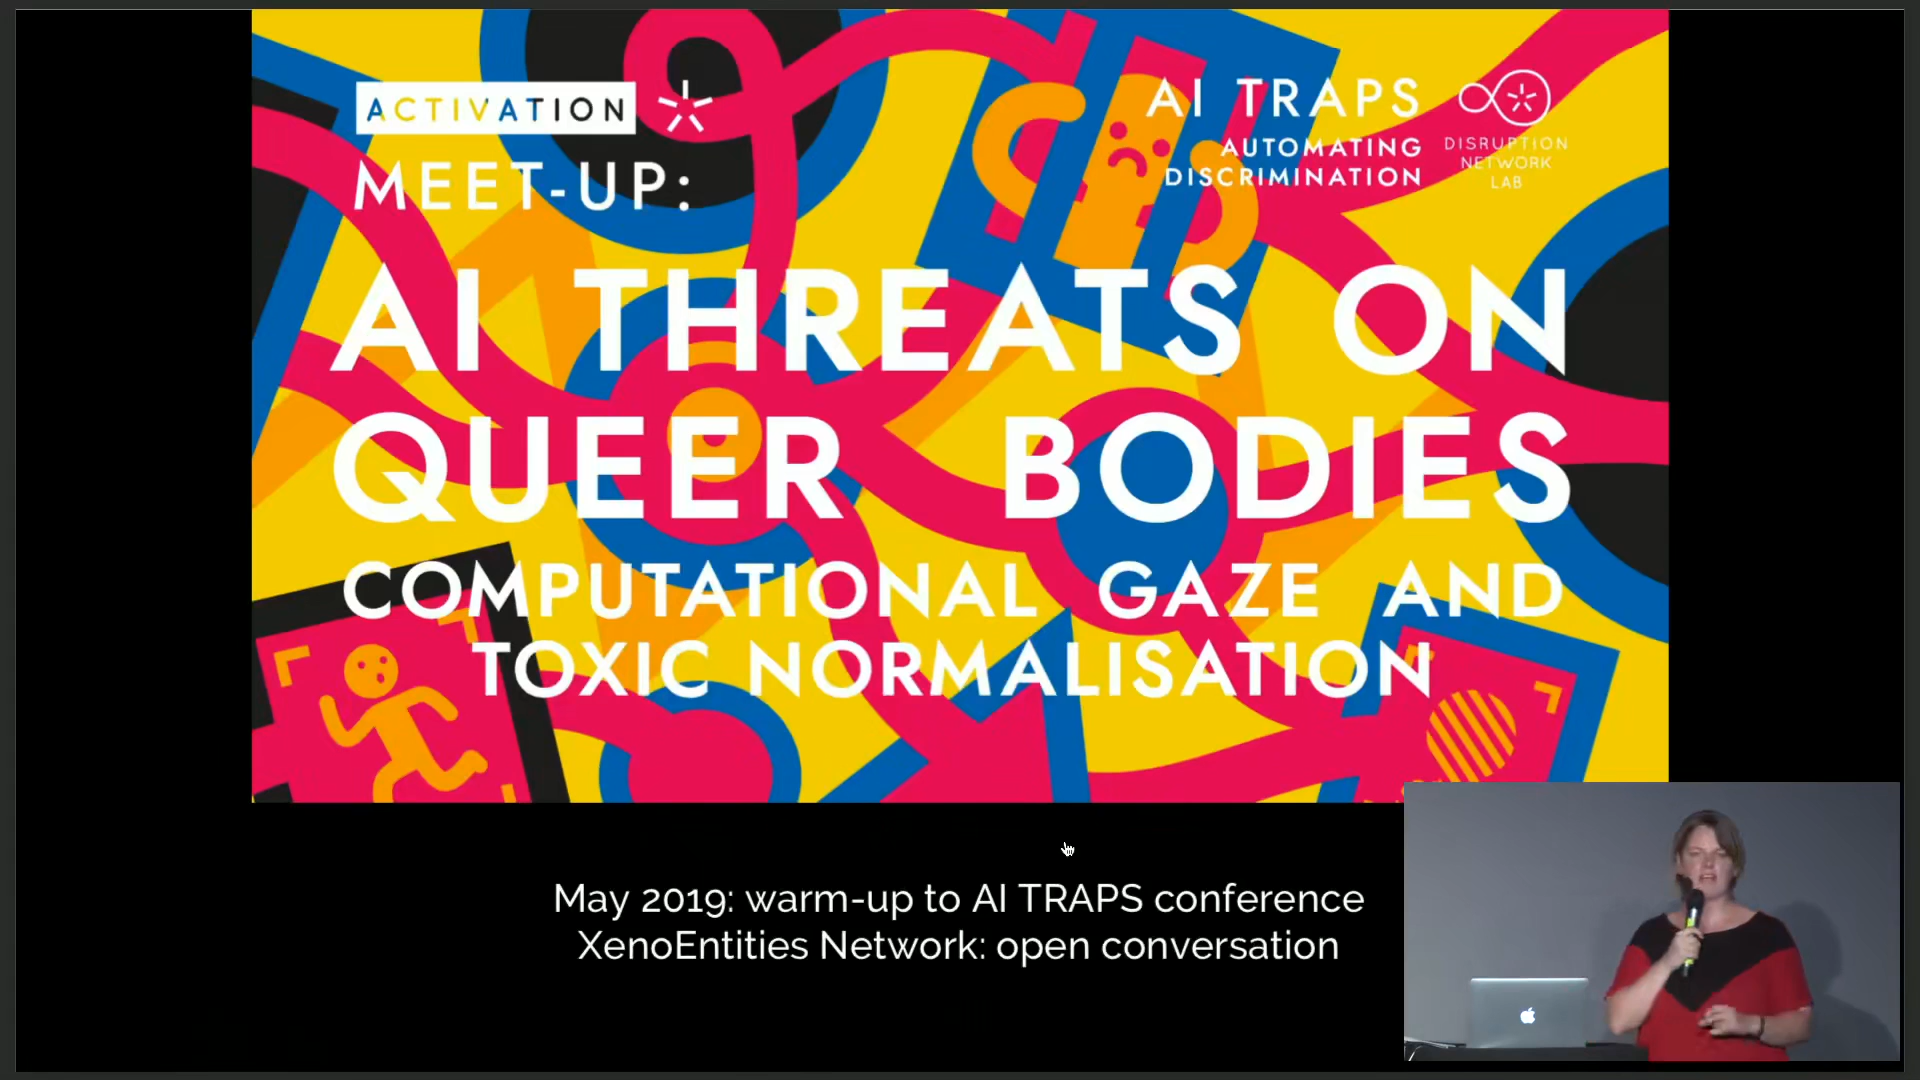 ACTIVATION
MEET-UP:
AI TRAPS
AUTOMATING
DISCRIMINATION
DISRUPTION
NETWORK
LAB
AI THREATS ON
QUEER BODIES
COMPUTATIONAL GAZE AND
TOXIC NORMALISATION
May 2019: warm-up to AI TRAPS conference
XenoEntities Network: open conversation